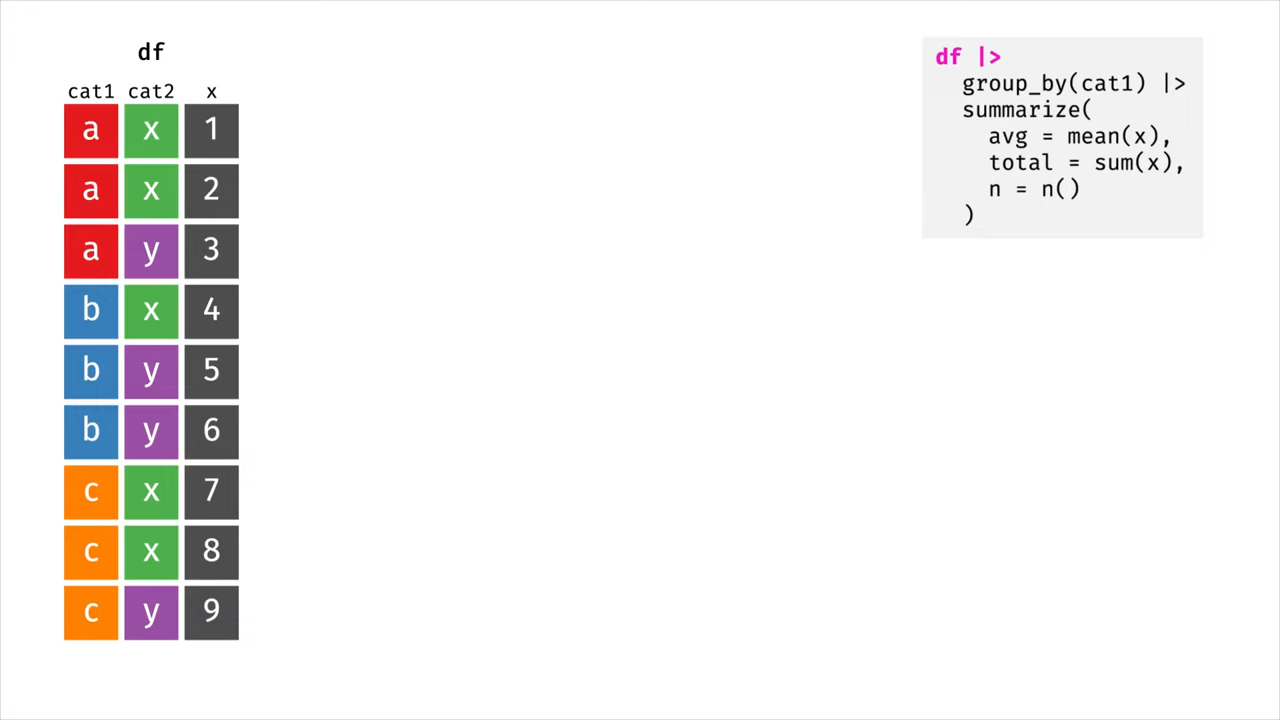 df
cat1 cat2 x
a x 1
a x 2
a y 3
b x 4
b y 5
b y 6
c x 7
c x 8
c y 9
df |>
  group_by(cat1) |>
  summarize(
    avg = mean(x),
    total = sum(x),
    n = n()
  )